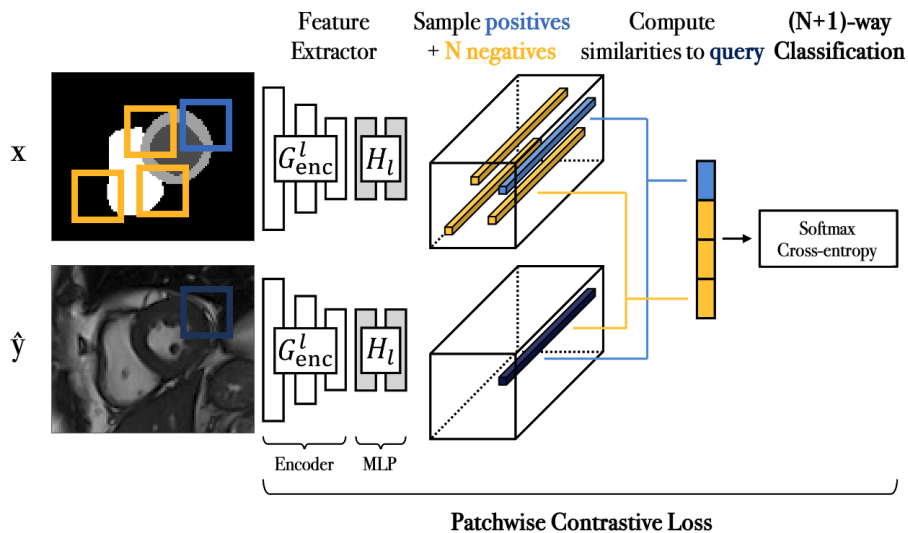 Feature
Extractor
Sample positives
+ N negatives
Compute
similarities to query
(N+1)-way
Classification
x
G^l_enc
H_l
Softmax
Cross-entropy
ŷ
G^l_enc
H_l
Encoder
MLP
Patchwise Contrastive Loss